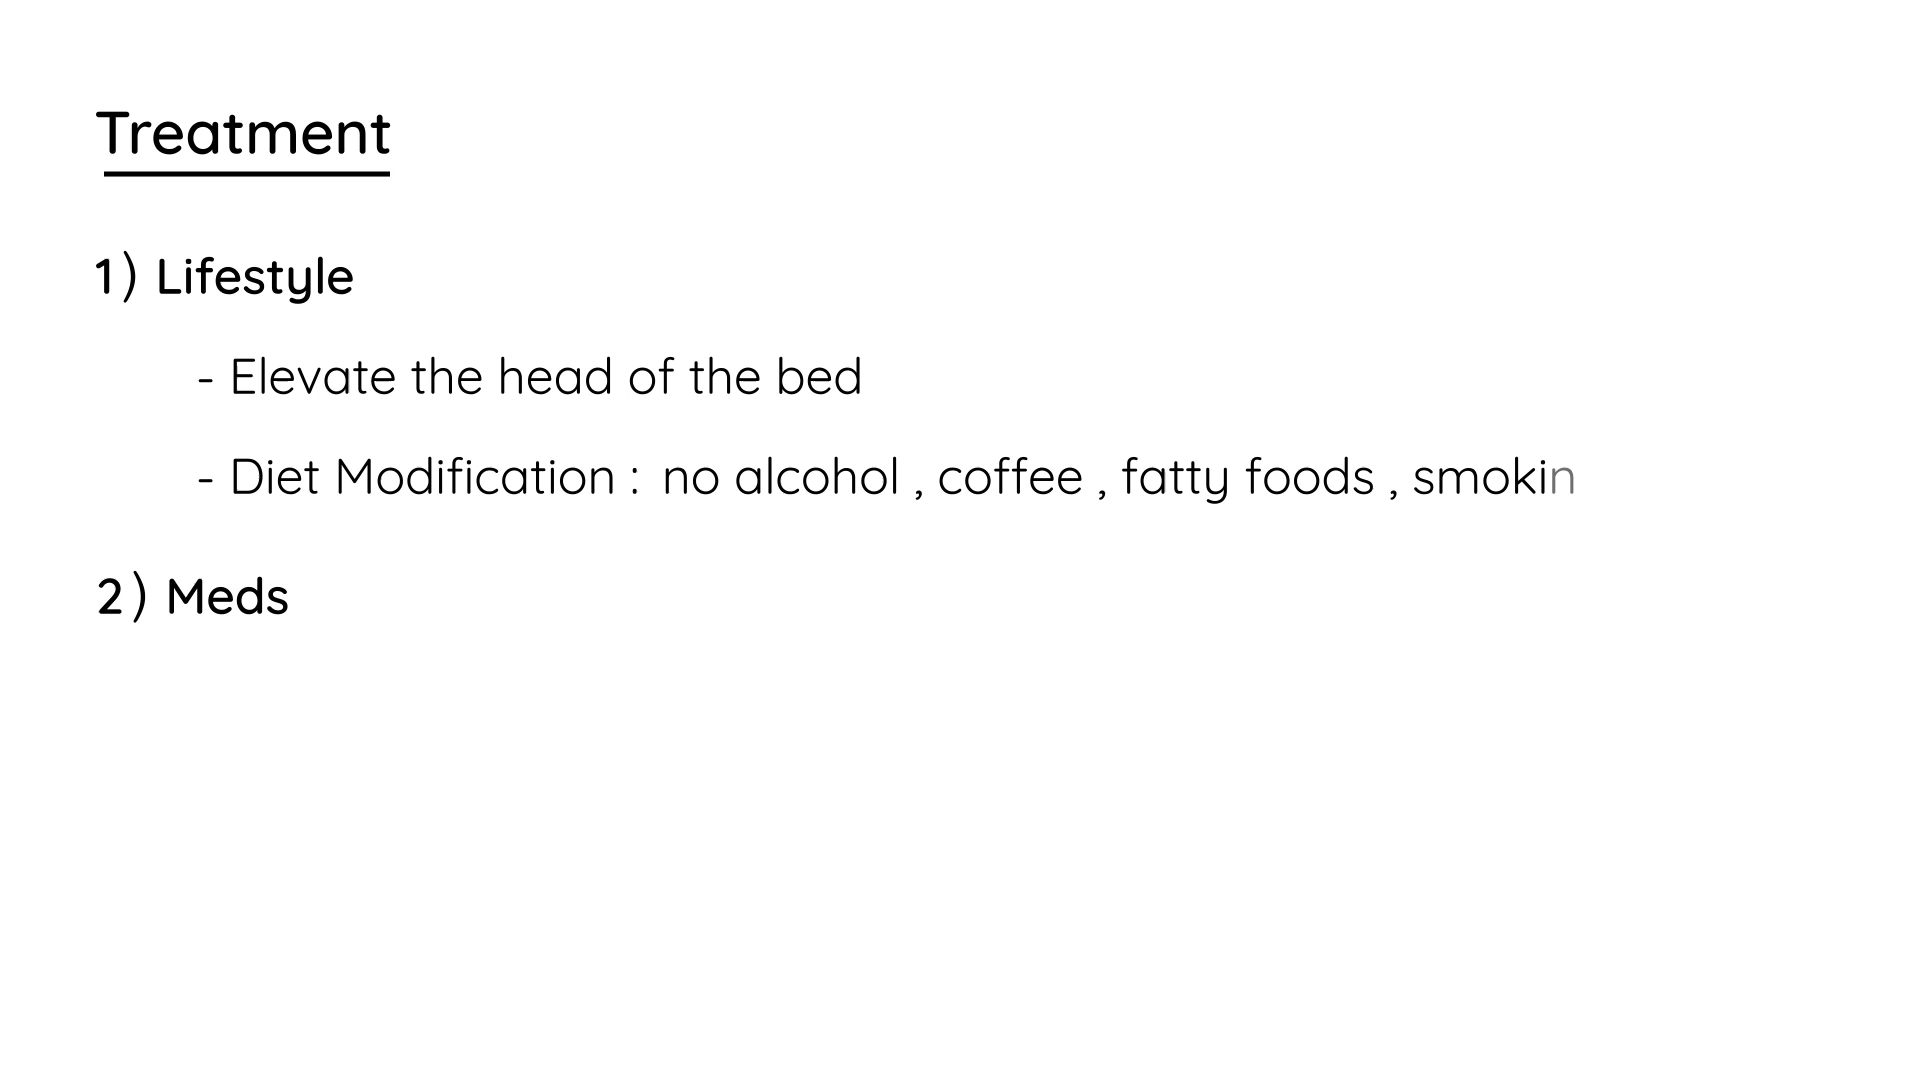 Treatment
1) Lifestyle
- Elevate the head of the bed
- Diet Modification : no alcohol , coffee , fatty foods , smokin
2) Meds